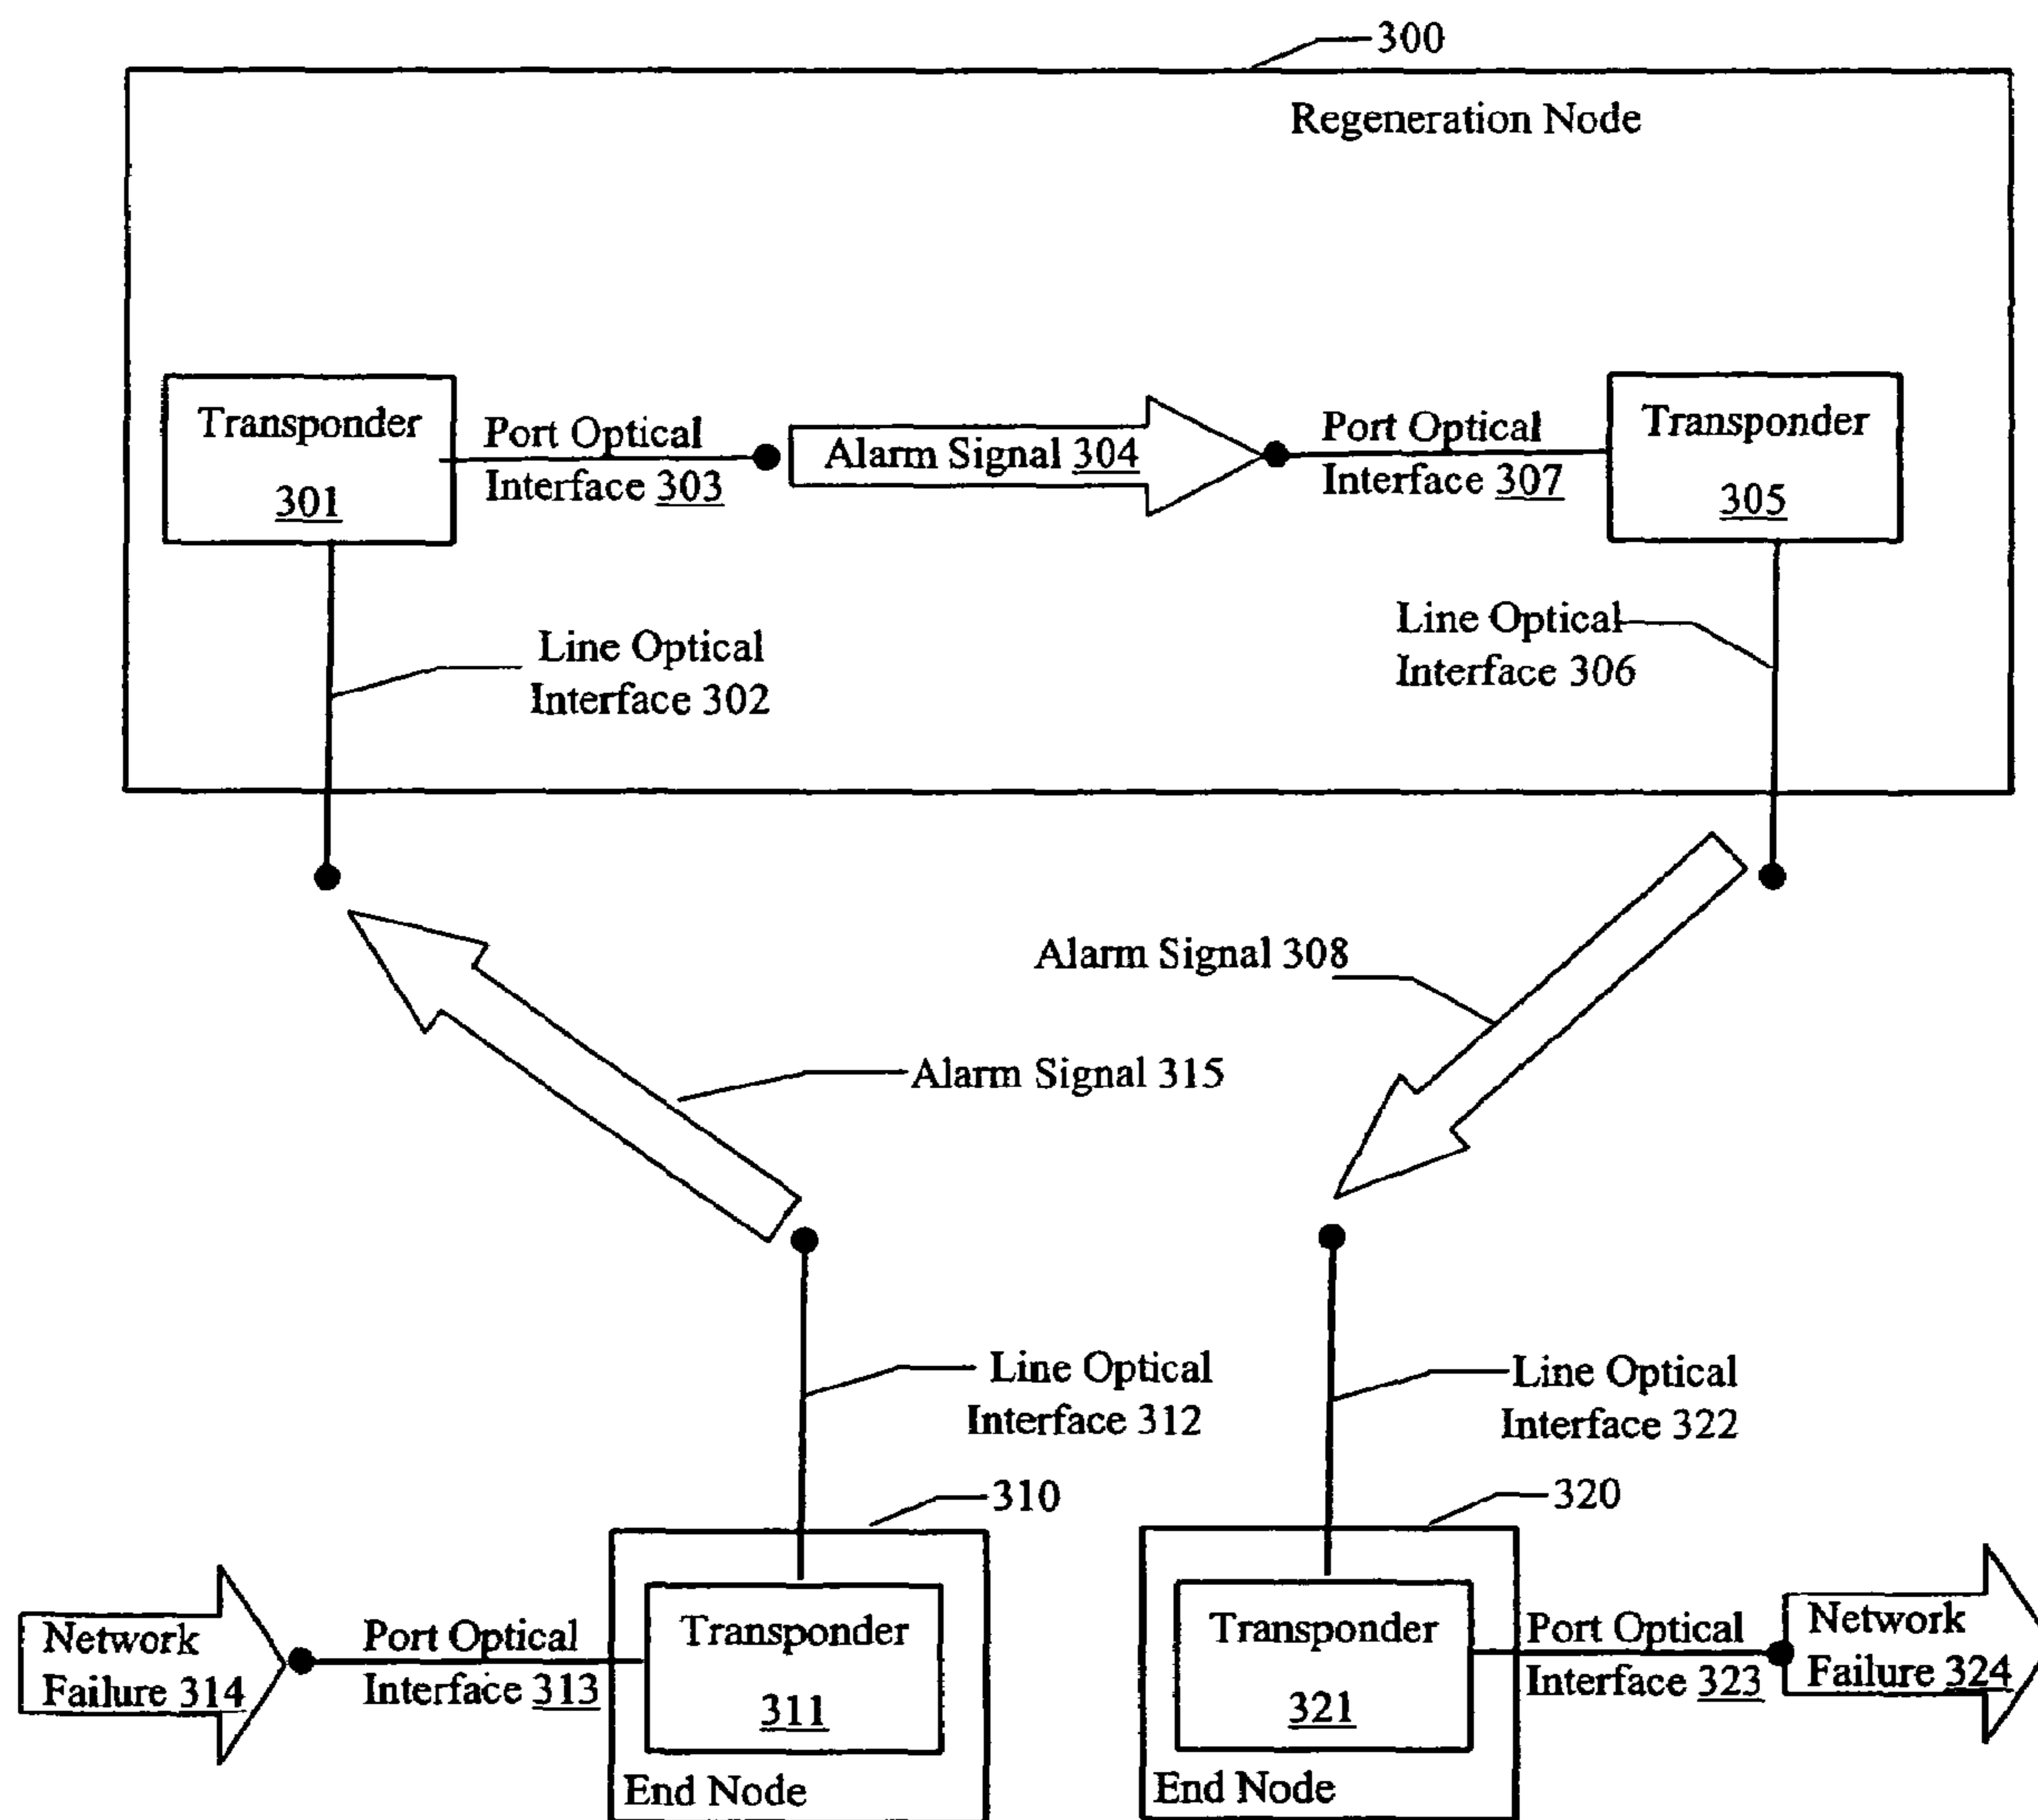 300
Regeneration Node
Transponder
301
Port Optical
Interface 303
Alarm Signal 304
Port Optical
Interface 307
Transponder
305
Line Optical
Interface 302
Line Optical
Interface 306
Alarm Signal 308
Alarm Signal 315
Line Optical
Interface 312
Line Optical
Interface 322
310
320
Network
Failure 314
Port Optical
Interface 313
Transponder
311
End Node
Transponder
321
End Node
Port Optical
Interface 323
Network
Failure 324